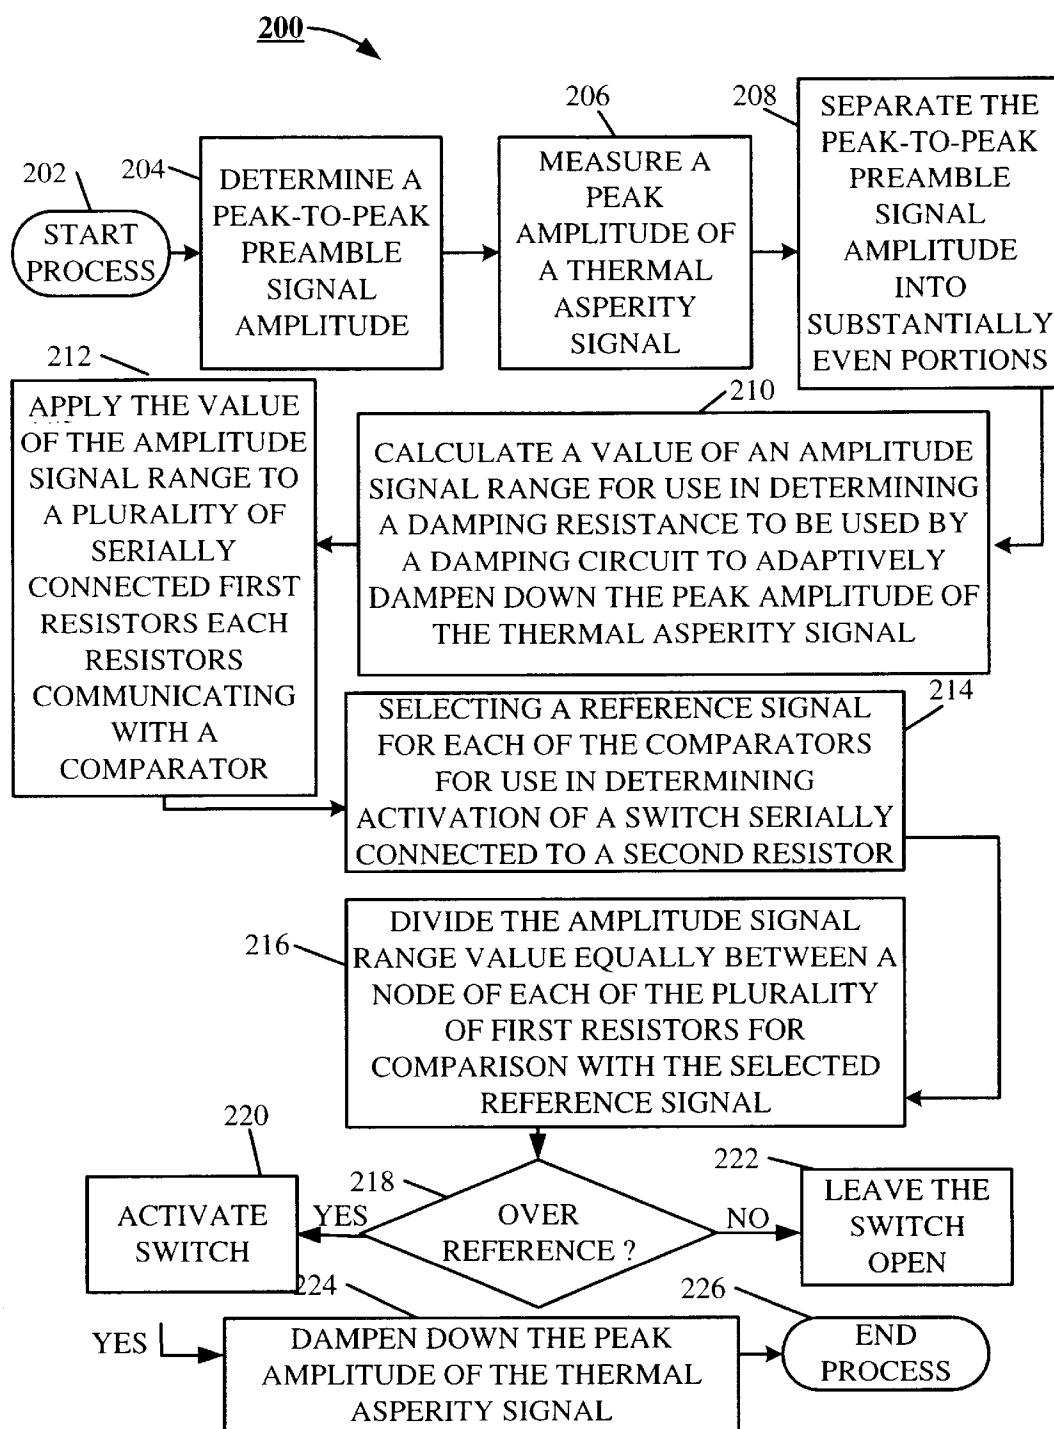 200
202
START
PROCESS
204
DETERMINE A
PEAK-TO-PEAK
PREAMBLE
SIGNAL
AMPLITUDE
206
MEASURE A
PEAK
AMPLITUDE OF
A THERMAL
ASPERITY
SIGNAL
208
SEPARATE THE
PEAK-TO-PEAK
PREAMBLE
SIGNAL
AMPLITUDE
INTO
SUBSTANTIALLY
EVEN PORTIONS
210
CALCULATE A VALUE OF AN AMPLITUDE
SIGNAL RANGE FOR USE IN DETERMINING
A DAMPING RESISTANCE TO BE USED BY
A DAMPING CIRCUIT TO ADAPTIVELY
DAMPEN DOWN THE PEAK AMPLITUDE OF
THE THERMAL ASPERITY SIGNAL
212
APPLY THE VALUE
OF THE AMPLITUDE
SIGNAL RANGE TO
A PLURALITY OF
SERIALLY
CONNECTED FIRST
RESISTORS EACH
RESISTORS
COMMUNICATING
WITH A
COMPARATOR
214
SELECTING A REFERENCE SIGNAL
FOR EACH OF THE COMPARATORS
FOR USE IN DETERMINING
ACTIVATION OF A SWITCH SERIALLY
CONNECTED TO A SECOND RESISTOR
216
DIVIDE THE AMPLITUDE SIGNAL
RANGE VALUE EQUALLY BETWEEN A
NODE OF EACH OF THE PLURALITY
OF FIRST RESISTORS FOR
COMPARISON WITH THE SELECTED
REFERENCE SIGNAL
218
OVER
REFERENCE ?
YES
NO
220
ACTIVATE
SWITCH
222
LEAVE THE
SWITCH
OPEN
YES
224
DAMPEN DOWN THE PEAK
AMPLITUDE OF THE THERMAL
ASPERITY SIGNAL
226
END
PROCESS